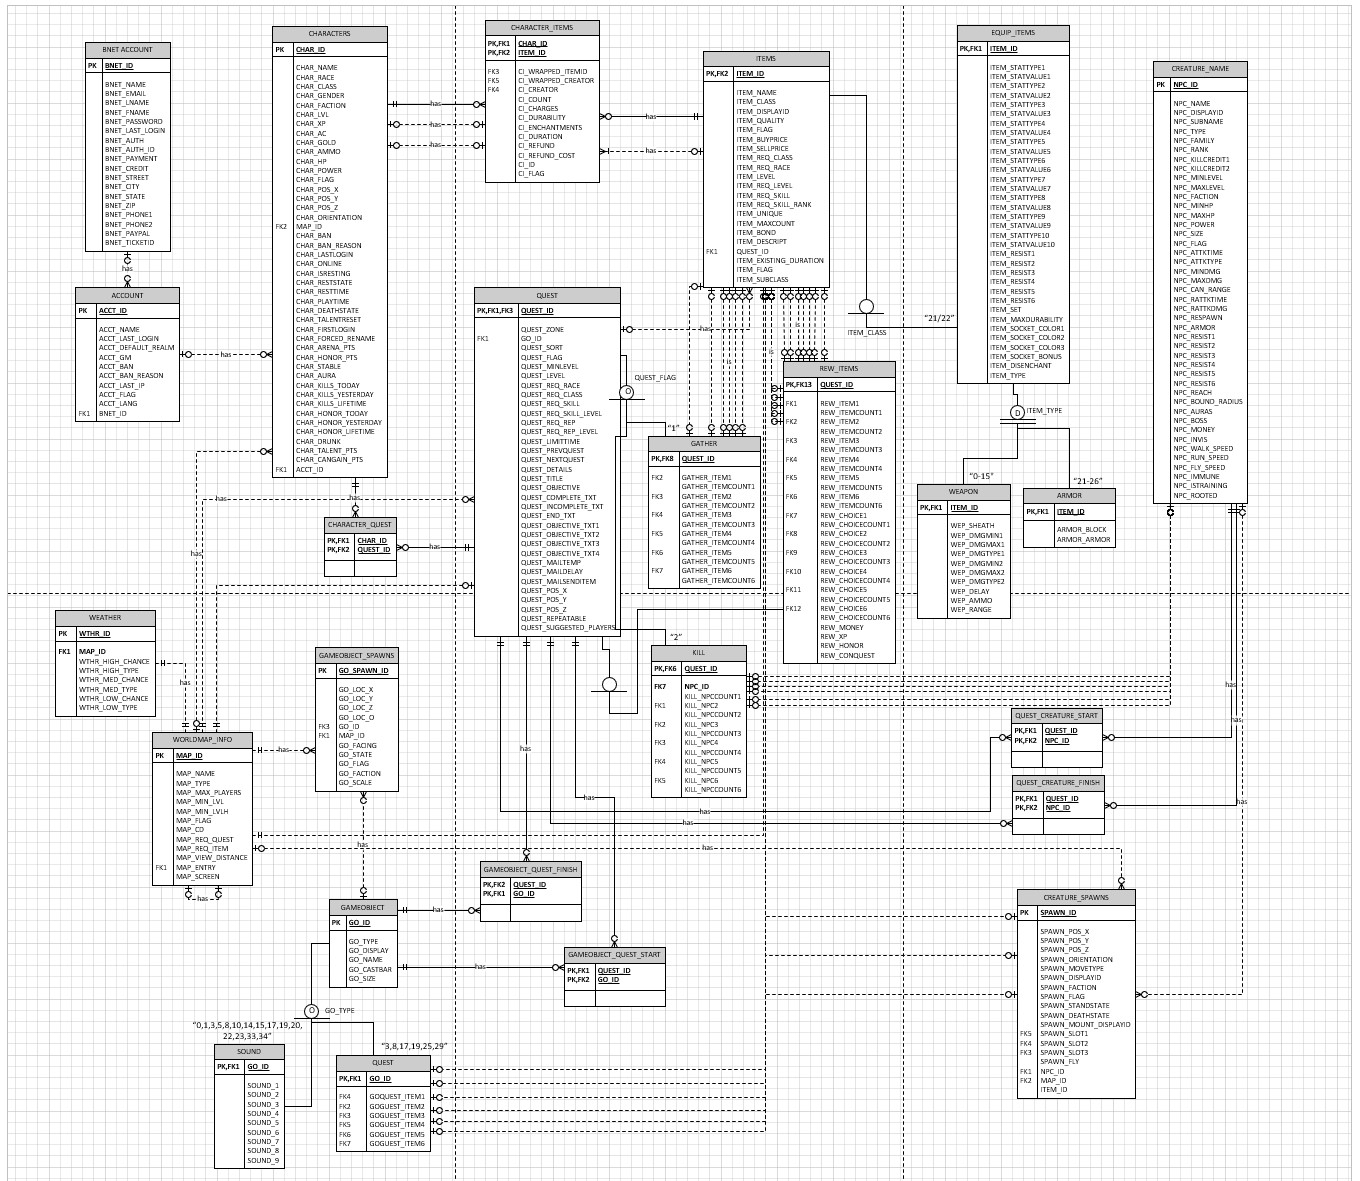 BNET ACCOUNT
PK BNET_ID
BNET_NAME
BNET_EMAIL
BNET_LNAME
BNET_FNAME
BNET_PASSWORD
BNET_LAST_LOGIN
BNET_AUTH
BNET_AUTH_ID
BNET_PAYMENT
BNET_CREDIT
BNET_STREET
BNET_CITY
BNET_STATE
BNET_ZIP
BNET_PHONE1
BNET_PHONE2
BNET_PAYPAL
BNET_TICKETID
has
ACCOUNT
PK ACCT_ID
ACCT_NAME
ACCT_LAST_LOGIN
ACCT_DEFAULT_REALM
ACCT_GM
ACCT_BAN
ACCT_BAN_REASON
ACCT_LAST_IP
ACCT_FLAG
ACCT_LANG
FK1 BNET_ID
has
CHARACTERS
PK CHAR_ID
CHAR_NAME
CHAR_RACE
CHAR_CLASS
CHAR_GENDER
CHAR_FACTION
CHAR_LVL
CHAR_XP
CHAR_AC
CHAR_GOLD
CHAR_AMMO
CHAR_HP
CHAR_POWER
CHAR_FLAG
CHAR_POS_X
CHAR_POS_Y
CHAR_POS_Z
CHAR_ORIENTATION
FK2 MAP_ID
CHAR_BAN
CHAR_BAN_REASON
CHAR_LASTLOGIN
CHAR_ONLINE
CHAR_ISRESTING
CHAR_RESTSTATE
CHAR_RESTTIME
CHAR_PLAYTIME
CHAR_DEATHSTATE
CHAR_TALENTRESET
CHAR_FIRSTLOGIN
CHAR_FORCED_RENAME
CHAR_ARENA_PTS
CHAR_HONOR_PTS
CHAR_STABLE
CHAR_AURA
CHAR_KILLS_TODAY
CHAR_KILLS_YESTERDAY
CHAR_KILLS_LIFETIME
CHAR_HONOR_TODAY
CHAR_HONOR_YESTERDAY
CHAR_HONOR_LIFETIME
CHAR_DRUNK
CHAR_TALENT_PTS
CHAR_CANGAIN_PTS
FK1 ACCT_ID
has
has
has
has
CHARACTER_ITEMS
PK,FK1 CHAR_ID
PK,FK2 ITEM_ID
FK3 CI_WRAPPED_ITEMID
FK5 CI_WRAPPED_CREATOR
FK4 CI_CREATOR
CI_COUNT
CI_CHARGES
CI_DURABILITY
CI_ENCHANTMENTS
CI_DURATION
CI_REFUND
CI_REFUND_COST
CI_ID
CI_FLAG
has
has
ITEMS
PK,FK2 ITEM_ID
ITEM_NAME
ITEM_CLASS
ITEM_DISPLAYID
ITEM_QUALITY
ITEM_FLAG
ITEM_BUYPRICE
ITEM_SELLPRICE
ITEM_REQ_CLASS
ITEM_REQ_RACE
ITEM_LEVEL
ITEM_REQ_LEVEL
ITEM_REQ_SKILL
ITEM_REQ_SKILL_RANK
ITEM_UNIQUE
ITEM_MAXCOUNT
ITEM_BOND
ITEM_DESCRIPT
FK1 QUEST_ID
ITEM_EXISTING_DURATION
ITEM_FLAG
ITEM_SUBCLASS
ITEM_CLASS
"21/22"
EQUIP_ITEMS
PK,FK1 ITEM_ID
ITEM_STATTYPE1
ITEM_STATVALUE1
ITEM_STATTYPE2
ITEM_STATVALUE2
ITEM_STATTYPE3
ITEM_STATVALUE3
ITEM_STATTYPE4
ITEM_STATVALUE4
ITEM_STATTYPE5
ITEM_STATVALUE5
ITEM_STATTYPE6
ITEM_STATVALUE6
ITEM_STATTYPE7
ITEM_STATVALUE7
ITEM_STATTYPE8
ITEM_STATVALUE8
ITEM_STATTYPE9
ITEM_STATVALUE9
ITEM_STATTYPE10
ITEM_STATVALUE10
ITEM_RESIST1
ITEM_RESIST2
ITEM_RESIST3
ITEM_RESIST4
ITEM_RESIST5
ITEM_RESIST6
ITEM_SET
ITEM_MAXDURABILITY
ITEM_SOCKET_COLOR1
ITEM_SOCKET_COLOR2
ITEM_SOCKET_COLOR3
ITEM_SOCKET_BONUS
ITEM_DISENCHANT
ITEM_TYPE
D ITEM_TYPE
"0-15"
"21-26"
WEAPON
PK,FK1 ITEM_ID
WEP_SHEATH
WEP_DMGMIN1
WEP_DMGMAX1
WEP_DMGTYPE1
WEP_DMGMIN2
WEP_DMGMAX2
WEP_DMGTYPE2
WEP_DELAY
WEP_AMMO
WEP_RANGE
ARMOR
PK,FK1 ITEM_ID
ARMOR_BLOCK
ARMOR_ARMOR
CREATURE_NAME
PK NPC_ID
NPC_NAME
NPC_DISPLAYID
NPC_SUBNAME
NPC_TYPE
NPC_FAMILY
NPC_RANK
NPC_KILLCREDIT1
NPC_KILLCREDIT2
NPC_MINLEVEL
NPC_MAXLEVEL
NPC_FACTION
NPC_MINHP
NPC_MAXHP
NPC_POWER
NPC_SIZE
NPC_FLAG
NPC_ATTKTIME
NPC_ATTKTYPE
NPC_MINDMG
NPC_MAXDMG
NPC_CAN_RANGE
NPC_RATTKTIME
NPC_RATTKDMG
NPC_RESPAWN
NPC_ARMOR
NPC_RESIST1
NPC_RESIST2
NPC_RESIST3
NPC_RESIST4
NPC_RESIST5
NPC_RESIST6
NPC_REACH
NPC_BOUND_RADIUS
NPC_AURAS
NPC_BOSS
NPC_MONEY
NPC_INVIS
NPC_WALK_SPEED
NPC_RUN_SPEED
NPC_FLY_SPEED
NPC_IMMUNE
NPC_ISTRAINING
NPC_ROOTED
QUEST
PK,FK1,FK3 QUEST_ID
QUEST_ZONE
FK1 GO_ID
QUEST_SORT
QUEST_FLAG
QUEST_MINLEVEL
QUEST_LEVEL
QUEST_REQ_RACE
QUEST_REQ_CLASS
QUEST_REQ_SKILL
QUEST_REQ_SKILL_LEVEL
QUEST_REQ_REP
QUEST_REQ_REP_LEVEL
QUEST_LIMITTIME
QUEST_PREVQUEST
QUEST_NEXTQUEST
QUEST_DETAILS
QUEST_TITLE
QUEST_OBJECTIVE
QUEST_COMPLETE_TXT
QUEST_INCOMPLETE_TXT
QUEST_END_TXT
QUEST_OBJECTIVE_TXT1
QUEST_OBJECTIVE_TXT2
QUEST_OBJECTIVE_TXT3
QUEST_OBJECTIVE_TXT4
QUEST_MAILTEMP
QUEST_MAILDELAY
QUEST_MAILSENDITEM
QUEST_POS_X
QUEST_POS_Y
QUEST_POS_Z
QUEST_REPEATABLE
QUEST_SUGGESTED_PLAYERS
has
QUEST_FLAG
O
"1"
is
is
is
GATHER
PK,FK8 QUEST_ID
FK2 GATHER_ITEM1
GATHER_ITEMCOUNT1
FK3 GATHER_ITEM2
GATHER_ITEMCOUNT2
FK4 GATHER_ITEM3
GATHER_ITEMCOUNT3
FK5 GATHER_ITEM4
GATHER_ITEMCOUNT4
FK6 GATHER_ITEM5
GATHER_ITEMCOUNT5
FK7 GATHER_ITEM6
GATHER_ITEMCOUNT6
REW_ITEMS
PK,FK13 QUEST_ID
FK1 REW_ITEM1
REW_ITEMCOUNT1
FK2 REW_ITEM2
REW_ITEMCOUNT2
FK3 REW_ITEM3
REW_ITEMCOUNT3
FK4 REW_ITEM4
REW_ITEMCOUNT4
FK5 REW_ITEM5
REW_ITEMCOUNT5
FK6 REW_ITEM6
REW_ITEMCOUNT6
FK7 REW_CHOICE1
REW_CHOICECOUNT1
FK8 REW_CHOICE2
REW_CHOICECOUNT2
FK9 REW_CHOICE3
REW_CHOICECOUNT3
FK10 REW_CHOICE4
REW_CHOICECOUNT4
FK11 REW_CHOICE5
REW_CHOICECOUNT5
FK12 REW_CHOICE6
REW_CHOICECOUNT6
REW_MONEY
REW_XP
REW_HONOR
REW_CONQUEST
CHARACTER_QUEST
PK,FK1 CHAR_ID
PK,FK2 QUEST_ID
has
has
has
WEATHER
PK WTHR_ID
FK1 MAP_ID
WTHR_HIGH_CHANCE
WTHR_HIGH_TYPE
WTHR_MED_CHANCE
WTHR_MED_TYPE
WTHR_LOW_CHANCE
WTHR_LOW_TYPE
has
GAMEOBJECT_SPAWNS
PK GO_SPAWN_ID
GO_LOC_X
GO_LOC_Y
GO_LOC_Z
GO_LOC_O
FK3 GO_ID
FK1 MAP_ID
GO_FACING
GO_STATE
GO_FLAG
GO_FACTION
GO_SCALE
"2"
KILL
PK,FK6 QUEST_ID
FK7 NPC_ID
KILL_NPCCOUNT1
FK1 KILL_NPC2
KILL_NPCCOUNT2
FK2 KILL_NPC3
KILL_NPCCOUNT3
FK3 KILL_NPC4
KILL_NPCCOUNT4
FK4 KILL_NPC5
KILL_NPCCOUNT5
FK5 KILL_NPC6
KILL_NPCCOUNT6
has
has
has
QUEST_CREATURE_START
PK,FK1 QUEST_ID
PK,FK2 NPC_ID
QUEST_CREATURE_FINISH
PK,FK1 QUEST_ID
PK,FK2 NPC_ID
WORLDMAP_INFO
PK MAP_ID
MAP_NAME
MAP_TYPE
MAP_MAX_PLAYERS
MAP_MIN_LVL
MAP_MIN_LVLH
MAP_FLAG
MAP_CD
MAP_REQ_QUEST
MAP_REQ_ITEM
MAP_VIEW_DISTANCE
FK1 MAP_ENTRY
MAP_SCREEN
has
has
has
has
has
has
has
has
GAMEOBJECT_QUEST_FINISH
PK,FK2 QUEST_ID
PK,FK1 GO_ID
GAMEOBJECT
PK GO_ID
GO_TYPE
GO_DISPLAY
GO_NAME
GO_CASTBAR
GO_SIZE
has
has
GAMEOBJECT_QUEST_START
PK,FK1 QUEST_ID
PK,FK2 GO_ID
CREATURE_SPAWNS
PK SPAWN_ID
SPAWN_POS_X
SPAWN_POS_Y
SPAWN_POS_Z
SPAWN_ORIENTATION
SPAWN_MOVETYPE
SPAWN_DISPLAYID
SPAWN_FACTION
SPAWN_FLAG
SPAWN_STANDSTATE
SPAWN_DEATHSTATE
SPAWN_MOUNT_DISPLAYID
FK5 SPAWN_SLOT1
FK4 SPAWN_SLOT2
FK3 SPAWN_SLOT3
SPAWN_FLY
FK1 NPC_ID
FK2 MAP_ID
ITEM_ID
O GO_TYPE
"0,1,3,5,8,10,14,15,17,19,20,
22,23,33,34"
"3,8,17,19,25,29"
SOUND
PK,FK1 GO_ID
SOUND_1
SOUND_2
SOUND_3
SOUND_4
SOUND_5
SOUND_6
SOUND_7
SOUND_8
SOUND_9
QUEST
PK,FK1 GO_ID
FK4 GOQUEST_ITEM1
FK2 GOGUEST_ITEM2
FK3 GOGUEST_ITEM3
FK5 GOGUEST_ITEM4
FK6 GOGUEST_ITEM5
FK7 GOGUEST_ITEM6